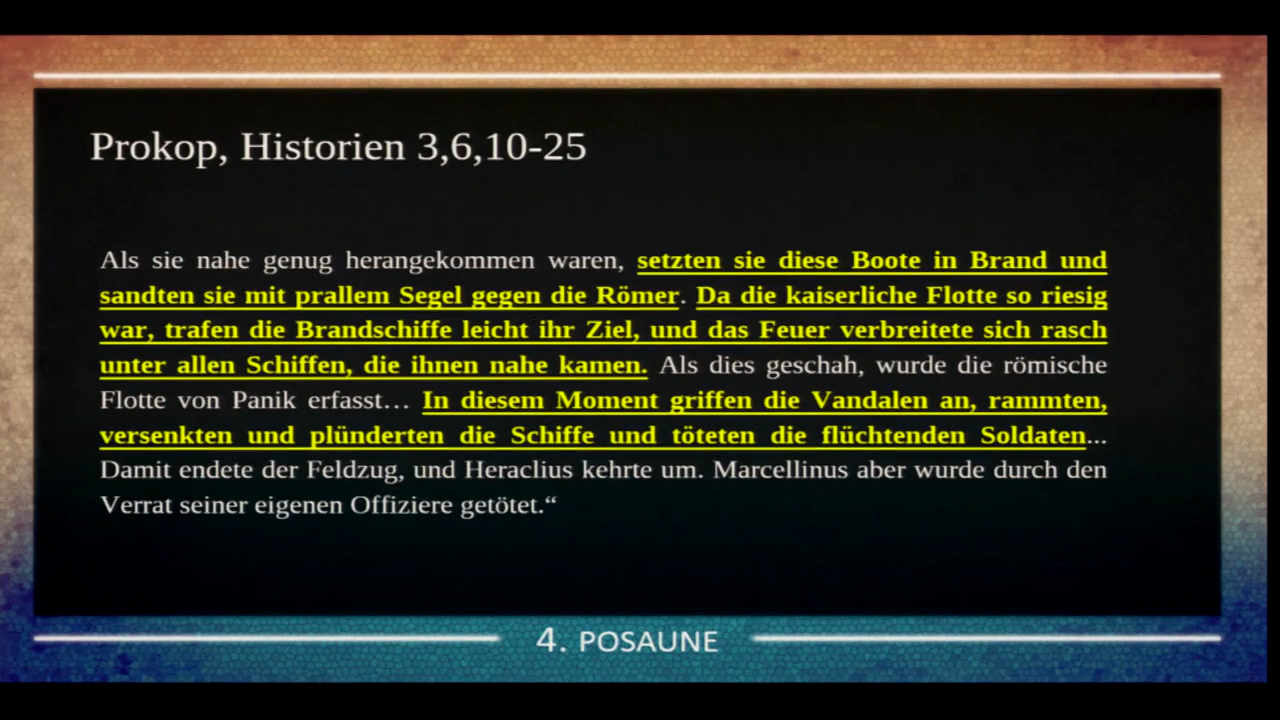 Prokop, Historien 3,6,10-25
Als sie nahe genug herangekommen waren, setzten sie diese Boote in Brand und
sandten sie mit prallem Segel gegen die Römer. Da die kaiserliche Flotte so riesig
war, trafen die Brandschiffe leicht ihr Ziel, und das Feuer verbreitete sich rasch
unter allen Schiffen, die ihnen nahe kamen. Als dies geschah, wurde die römische
Flotte von Panik erfasst… In diesem Moment griffen die Vandalen an, rammten,
versenkten und plünderten die Schiffe und töteten die flüchtenden Soldaten...
Damit endete der Feldzug, und Heraclius kehrte um. Marcellinus aber wurde durch den
Verrat seiner eigenen Offiziere getötet.“
4. POSAUNE